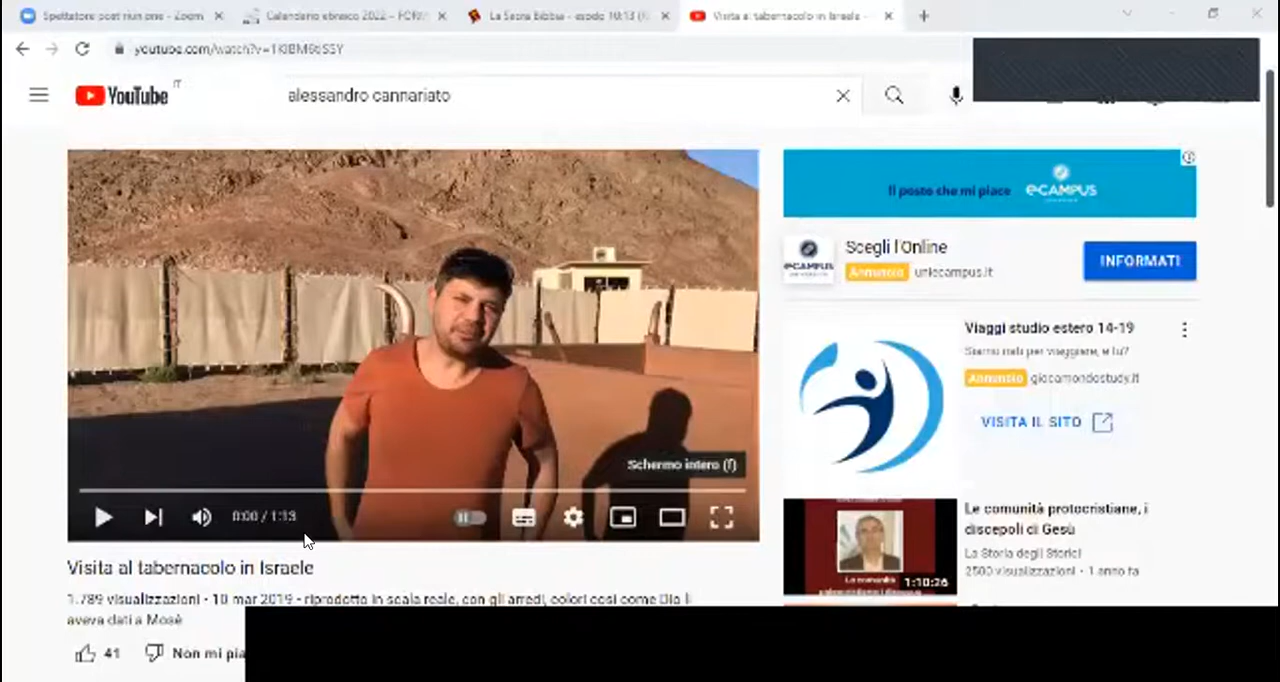 Spettatore post riunione - Zoom
Calendario ebraico 2022 - FORM
La Sacra Bibbia - esodo 10:13 (
Visita al tabernacolo in Israele -
youtube.com/watch?v=
YouTube
IT
alessandro cannariato
Schermo intero (f)
0:00 / 1:13
Visita al tabernacolo in Israele
1.789 visualizzazioni - 10 mar 2019 - riprodotto in scala reale, con gli arredi, colori così come Dio li
aveva dati a Mosè
41
Non mi pia
Il posto che mi piace
eCAMPUS
eCAMPUS
Scegli l'Online
Annuncio uniecampus.it
INFORMATI
Viaggi studio estero 14-19
Siamo nati per viaggiare, e tu?
Annuncio giocamondostudy.it
VISITA IL SITO
La comunità
1:10:26
Le comunità protocristiane, i
discepoli di Gesù
La Storia degli Storici
2500 visualizzazioni • 1 anno fa